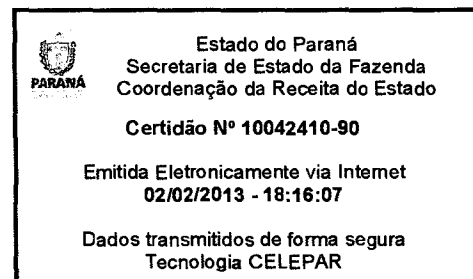 Estado do Paraná
Secretaria de Estado da Fazenda
PARANÁ
Coordenação da Receita do Estado
Certidão Nº 10042410-90
Emitida Eletronicamente via Internet
02/02/2013 - 18:16:07
Dados transmitidos de forma segura
Tecnologia CELEPAR